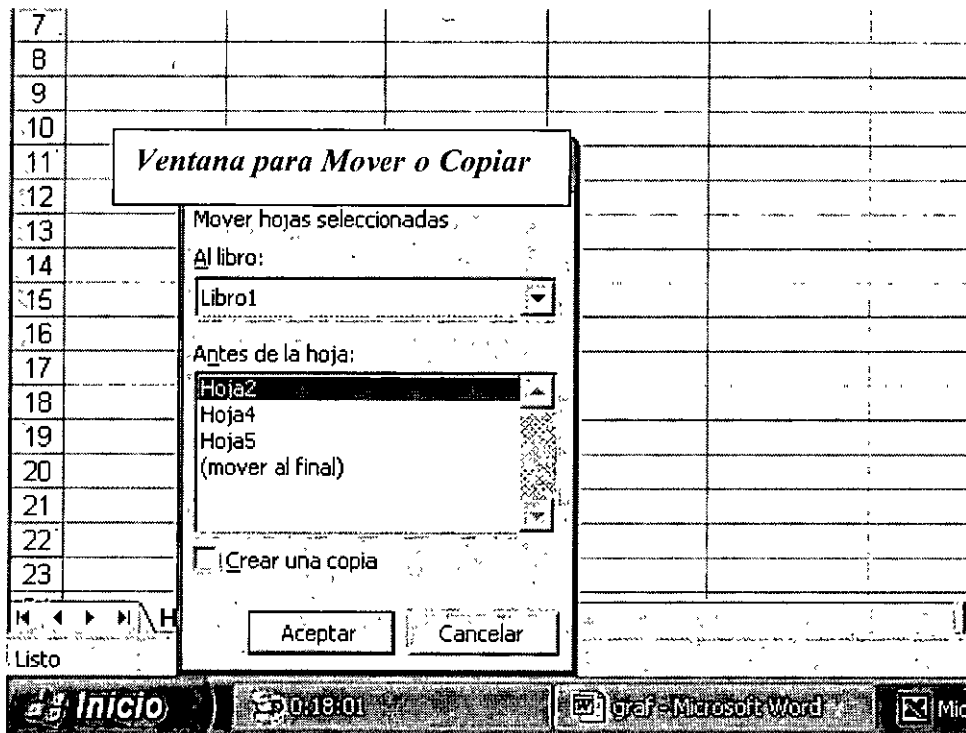 7
8
9
10
11
Ventana para Mover o Copiar
12
Mover hojas seleccionadas
13
Al libro:
14
15
Libro1
16
Antes de la hoja:
17
Hoja2
18
Hoja4
19
Hoja5
20
(mover al final)
21
22
Crear una copia
23
H
Aceptar
Cancelar
Listo
Inicio
0:18:01
graf - Microsoft Word
Mic